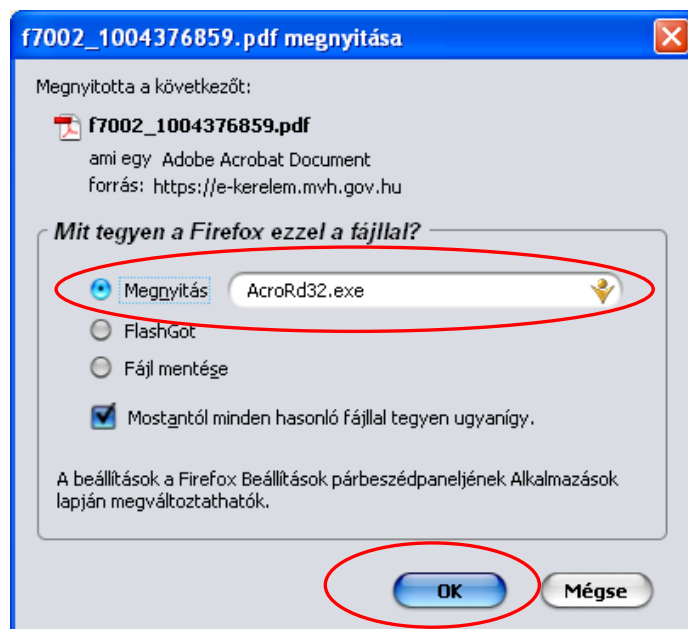 f7002_1004376859.pdf megnyitása
Megnyitotta a következőt:
f7002_1004376859.pdf
ami egy Adobe Acrobat Document
forrás: https://e-kerelem.mvh.gov.hu
Mit tegyen a Firefox ezzel a fájllal?
Megnyitás AcroRd32.exe
FlashGot
Fájl mentése
Mostantól minden hasonló fájllal tegyen ugyanígy.
A beállítások a Firefox Beállítások párbeszédpaneljének Alkalmazások
lapján megváltoztathatók.
OK Mégse